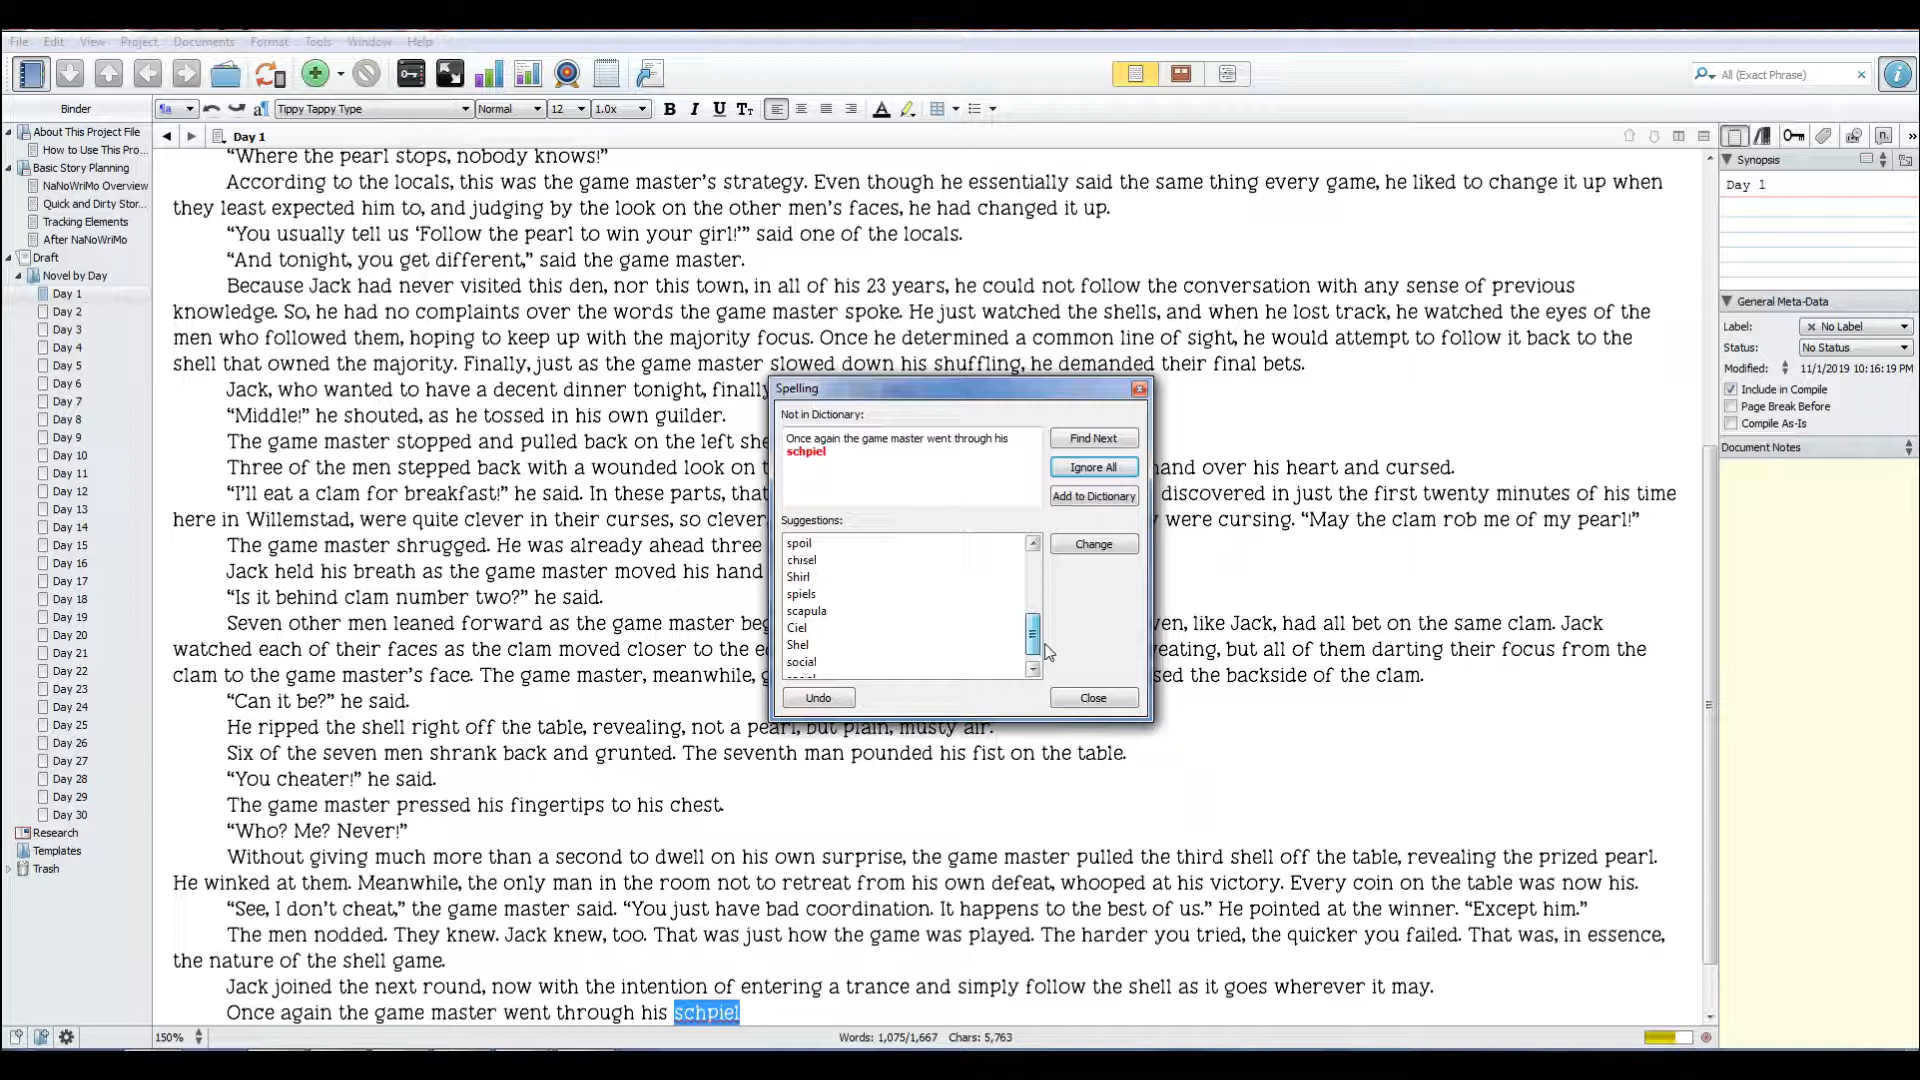 File Edit View Project Documents Format Tools Window Help
All (Exact Phrase)
Binder
Tippy Tappy Type Normal 12 1.0x B I U Tт A
About This Project File
How to Use This Pro...
Basic Story Planning
NaNoWriMo Overview
Quick and Dirty Stor...
Tracking Elements
After NaNoWriMo
Draft
Novel by Day
Day 1
Day 2
Day 3
Day 4
Day 5
Day 6
Day 7
Day 8
Day 9
Day 10
Day 11
Day 12
Day 13
Day 14
Day 15
Day 16
Day 17
Day 18
Day 19
Day 20
Day 21
Day 22
Day 23
Day 24
Day 25
Day 26
Day 27
Day 28
Day 29
Day 30
Research
Templates
Trash
Day 1
“Where the pearl stops, nobody knows!”
According to the locals, this was the game master’s strategy. Even though he essentially said the same thing every game, he liked to change it up when
they least expected him to, and judging by the look on the other men’s faces, he had changed it up.
“You usually tell us ‘Follow the pearl to win your girl!’” said one of the locals.
“And tonight, you get different,” said the game master.
Because Jack had never visited this den, nor this town, in all of his 23 years, he could not follow the conversation with any sense of previous
knowledge. So, he had no complaints over the words the game master spoke. He just watched the shells, and when he lost track, he watched the eyes of the
men who followed them, hoping to keep up with the majority focus. Once he determined a common line of sight, he would attempt to follow it back to the
shell that owned the majority. Finally, just as the game master slowed down his shuffling, he demanded their final bets.
Jack, who wanted to have a decent dinner tonight, finally
“Middle!” he shouted, as he tossed in his own guilder.
The game master stopped and pulled back on the left she
Three of the men stepped back with a wounded look on t and over his heart and cursed.
“I’ll eat a clam for breakfast!” he said. In these parts, that discovered in just the first twenty minutes of his time
here in Willemstad, were quite clever in their curses, so clever y were cursing. “May the clam rob me of my pearl!”
The game master shrugged. He was already ahead three
Jack held his breath as the game master moved his hand
“Is it behind clam number two?” he said.
Seven other men leaned forward as the game master beg ven, like Jack, had all bet on the same clam. Jack
watched each of their faces as the clam moved closer to the e eating, but all of them darting their focus from the
clam to the game master’s face. The game master, meanwhile, g sed the backside of the clam.
“Can it be?” he said.
He ripped the shell right off the table, revealing, not a pearl, but plain, musty air.
Six of the seven men shrank back and grunted. The seventh man pounded his fist on the table.
“You cheater!” he said.
The game master pressed his fingertips to his chest.
“Who? Me? Never!”
Without giving much more than a second to dwell on his own surprise, the game master pulled the third shell off the table, revealing the prized pearl.
He winked at them. Meanwhile, the only man in the room not to retreat from his own defeat, whooped at his victory. Every coin on the table was now his.
“See, I don’t cheat,” the game master said. “You just have bad coordination. It happens to the best of us.” He pointed at the winner. “Except him.”
The men nodded. They knew. Jack knew, too. That was just how the game was played. The harder you tried, the quicker you failed. That was, in essence,
the nature of the shell game.
Jack joined the next round, now with the intention of entering a trance and simply follow the shell as it goes wherever it may.
Once again the game master went through his schpiel
Spelling
Not in Dictionary:
Once again the game master went through his
schpiel
Find Next
Ignore All
Add to Dictionary
Suggestions:
spoil
chisel
Shirl
spiels
scapula
Ciel
Shel
social
Change
Undo
Close
Synopsis
Day 1
General Meta-Data
Label: No Label
Status: No Status
Modified: 11/1/2019 10:16:19 PM
Include in Compile
Page Break Before
Compile As-Is
Document Notes
150%
Words: 1,075/1,667 Chars: 5,763